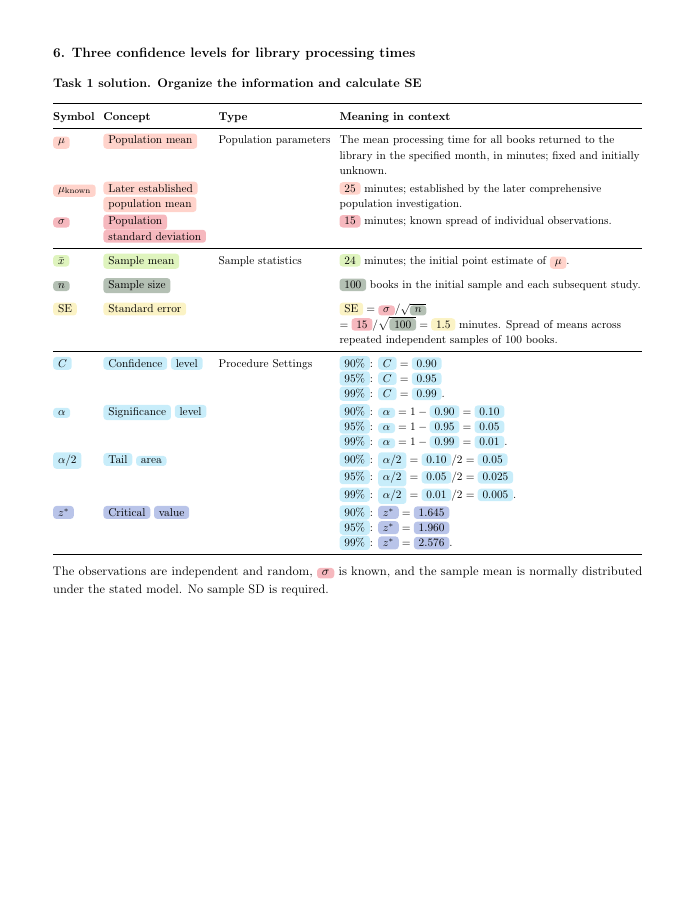 6. Three confidence levels for library processing times
Task 1 solution. Organize the information and calculate SE
Symbol Concept Type Meaning in context
μ Population mean Population parameters The mean processing time for all books returned to the
library in the specified month, in minutes; fixed and initially
unknown.
μknown Later established 25 minutes; established by the later comprehensive
population mean population investigation.
σ Population 15 minutes; known spread of individual observations.
standard deviation
x̄ Sample mean Sample statistics 24 minutes; the initial point estimate of μ.
n Sample size 100 books in the initial sample and each subsequent study.
SE Standard error SE = σ/√n
= 15/√100 = 1.5 minutes. Spread of means across
repeated independent samples of 100 books.
C Confidence level Procedure Settings 90%: C = 0.90
95%: C = 0.95
99%: C = 0.99.
α Significance level 90%: α = 1 − 0.90 = 0.10
95%: α = 1 − 0.95 = 0.05
99%: α = 1 − 0.99 = 0.01.
α/2 Tail area 90%: α/2 = 0.10/2 = 0.05
95%: α/2 = 0.05/2 = 0.025
99%: α/2 = 0.01/2 = 0.005.
z* Critical value 90%: z* = 1.645
95%: z* = 1.960
99%: z* = 2.576.
The observations are independent and random, σ is known, and the sample mean is normally distributed
under the stated model. No sample SD is required.